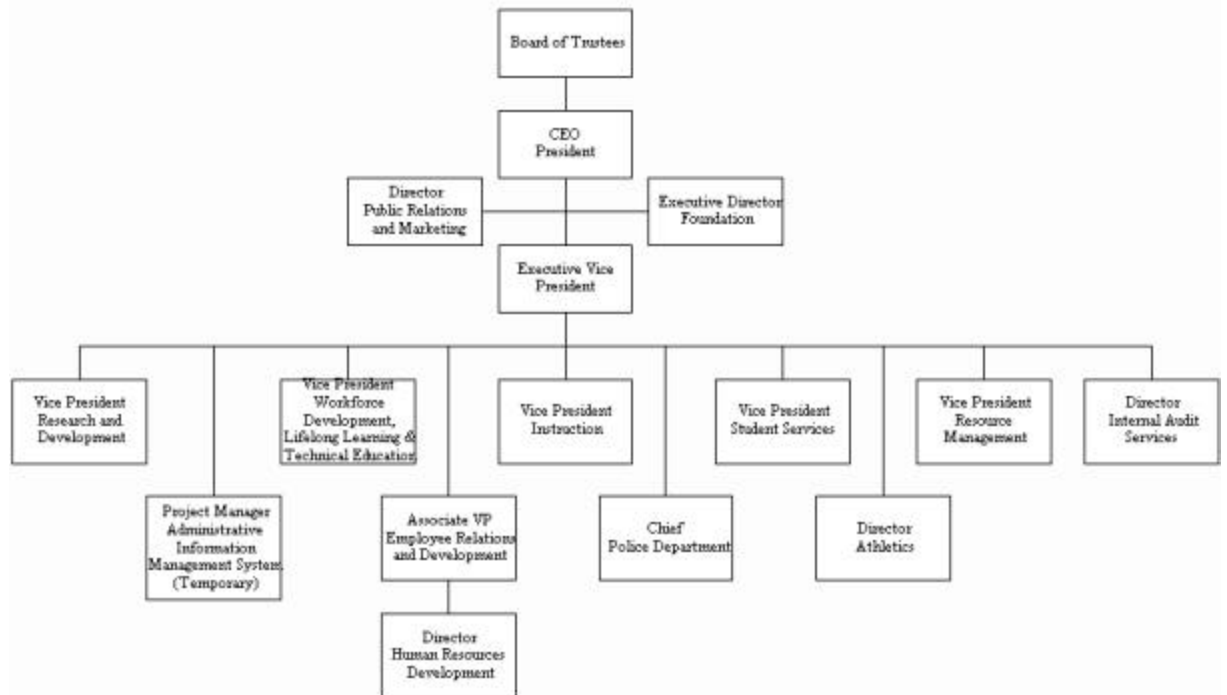 Board of Trustees
CEO
President
Director
Public Relations
and Marketing
Executive Director
Foundation
Executive Vice
President
Vice President
Research and
Development
Vice President
Workforce
Development,
Lifelong Learning &
Technical Education
Vice President
Instruction
Vice President
Student Services
Vice President
Resource
Management
Director
Internal Audit
Services
Project Manager
Administrative
Information
Management System
(Temporary)
Associate VP
Employee Relations
and Development
Chief
Police Department
Director
Athletics
Director
Human Resources
Development